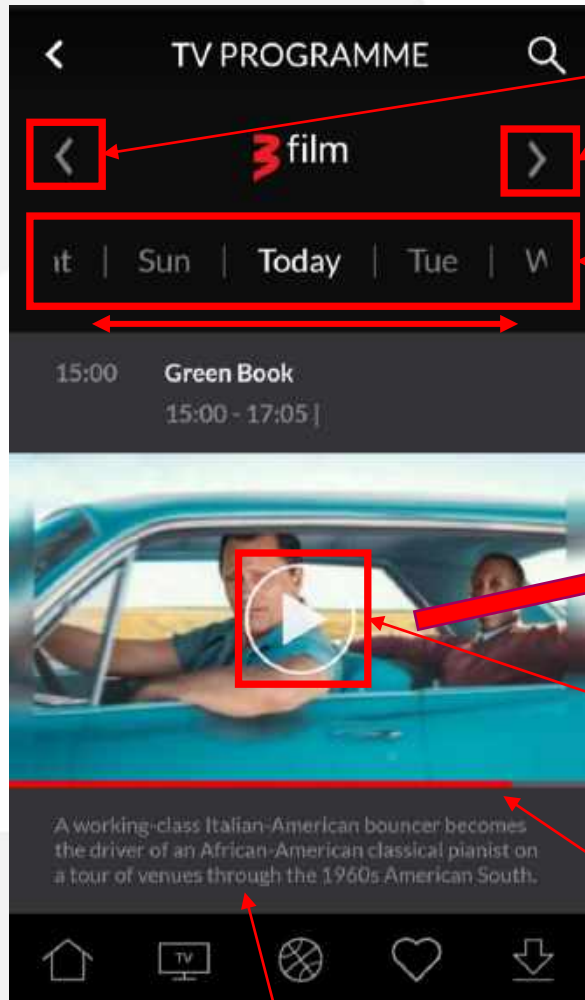 TV PROGRAMME
3 film
at | Sun | Today | Tue | W
15:00 Green Book
15:00 - 17:05 |
A working-class Italian-American bouncer becomes
the driver of an African-American classical pianist on
a tour of venues through the 1960s American South.
TV